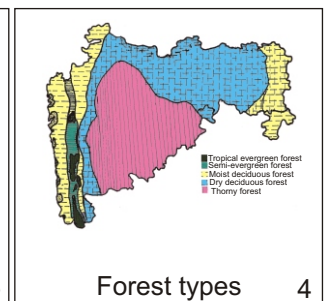 Tropical evergreen forest
Semi-evergreen forest
Moist deciduous forest
Dry deciduous forest
Thorny forest
Forest types 4